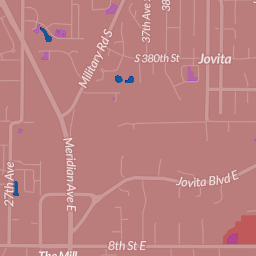 Military Rd S
37th Ave
S 380th St
Jovita
27th Ave
Meridian Ave E
Jovita Blvd E
8th St E
The Mill